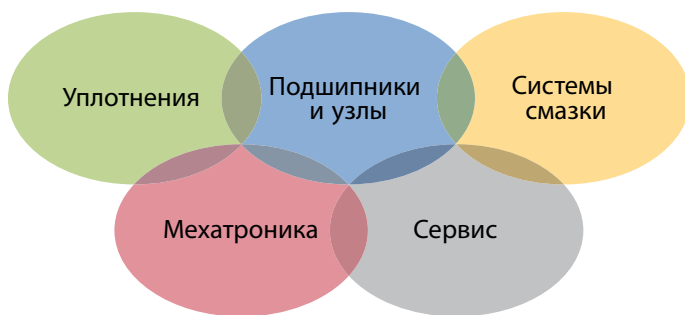 Уплотнения
Подшипники
и узлы
Системы
смазки
Мехатроника
Сервис